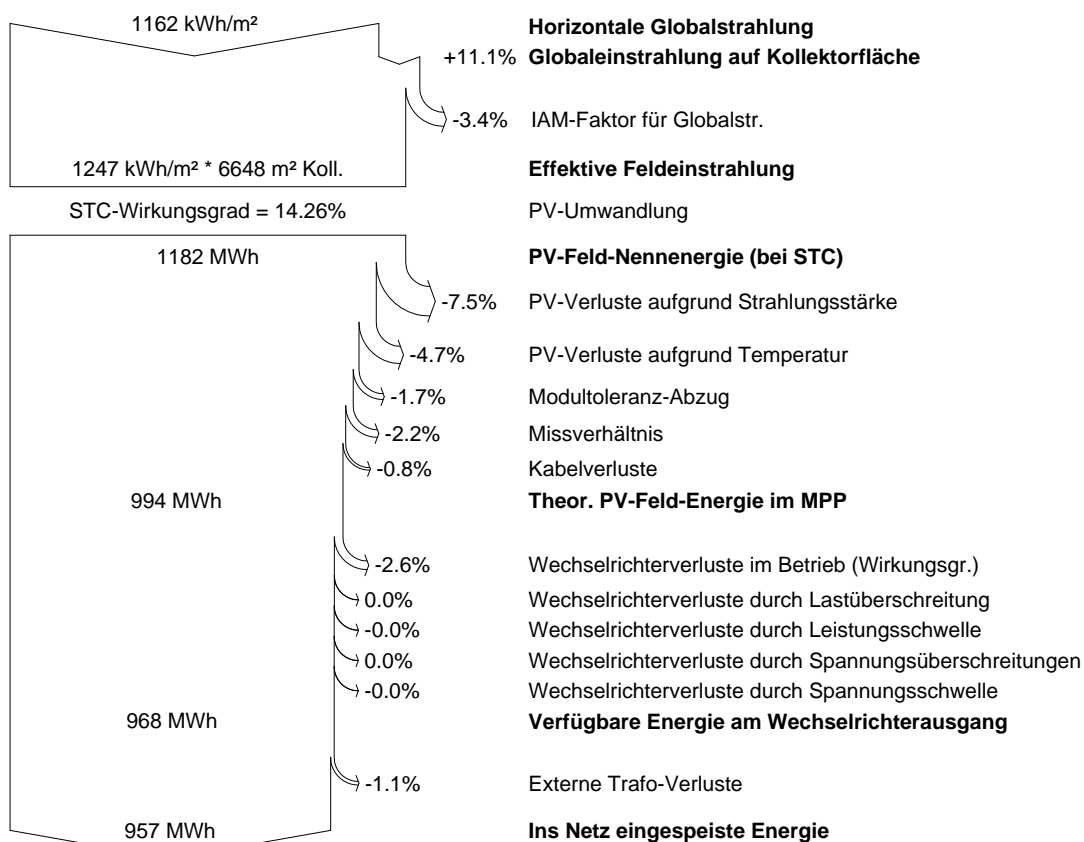 1162 kWh/m² Horizontale Globalstrahlung
+11.1% Globaleinstrahlung auf Kollektorfläche
-3.4% IAM-Faktor für Globalstr.
1247 kWh/m² * 6648 m² Koll. Effektive Feldeinstrahlung
STC-Wirkungsgrad = 14.26% PV-Umwandlung
1182 MWh PV-Feld-Nennenergie (bei STC)
-7.5% PV-Verluste aufgrund Strahlungsstärke
-4.7% PV-Verluste aufgrund Temperatur
-1.7% Modultoleranz-Abzug
-2.2% Missverhältnis
-0.8% Kabelverluste
994 MWh Theor. PV-Feld-Energie im MPP
-2.6% Wechselrichterverluste im Betrieb (Wirkungsgr.)
0.0% Wechselrichterverluste durch Lastüberschreitung
-0.0% Wechselrichterverluste durch Leistungsschwelle
0.0% Wechselrichterverluste durch Spannungsüberschreitungen
-0.0% Wechselrichterverluste durch Spannungsschwelle
968 MWh Verfügbare Energie am Wechselrichterausgang
-1.1% Externe Trafo-Verluste
957 MWh Ins Netz eingespeiste Energie